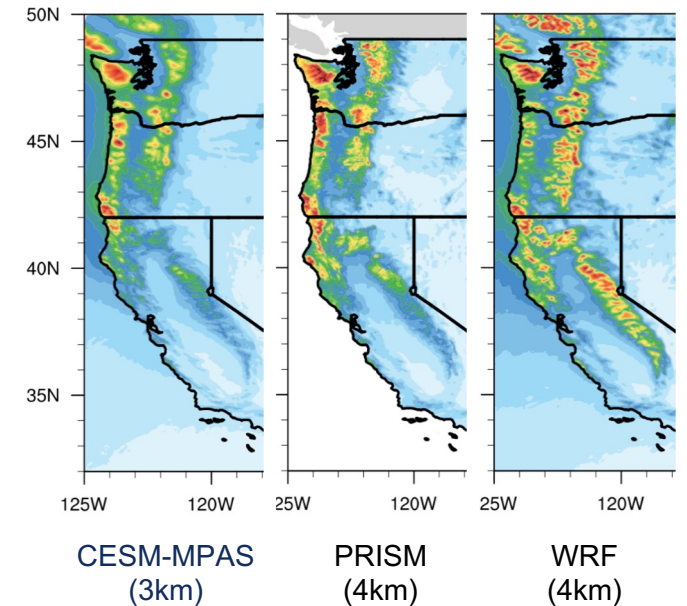 50N
45N
40N
35N
125W 120W 25W 120W 25W 120W
CESM-MPAS PRISM WRF
(3km) (4km) (4km)